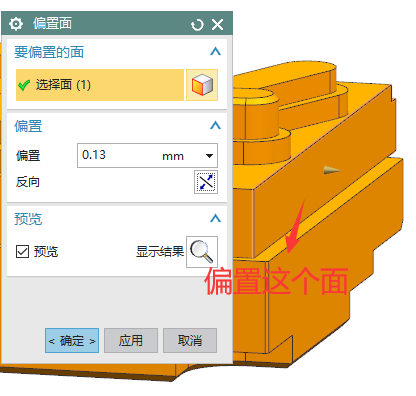 偏置面
要偏置的面
选择面 (1)
偏置
偏置
0.13
mm
反向
预览
预览
显示结果
偏置这个面
< 确定 >
应用
取消